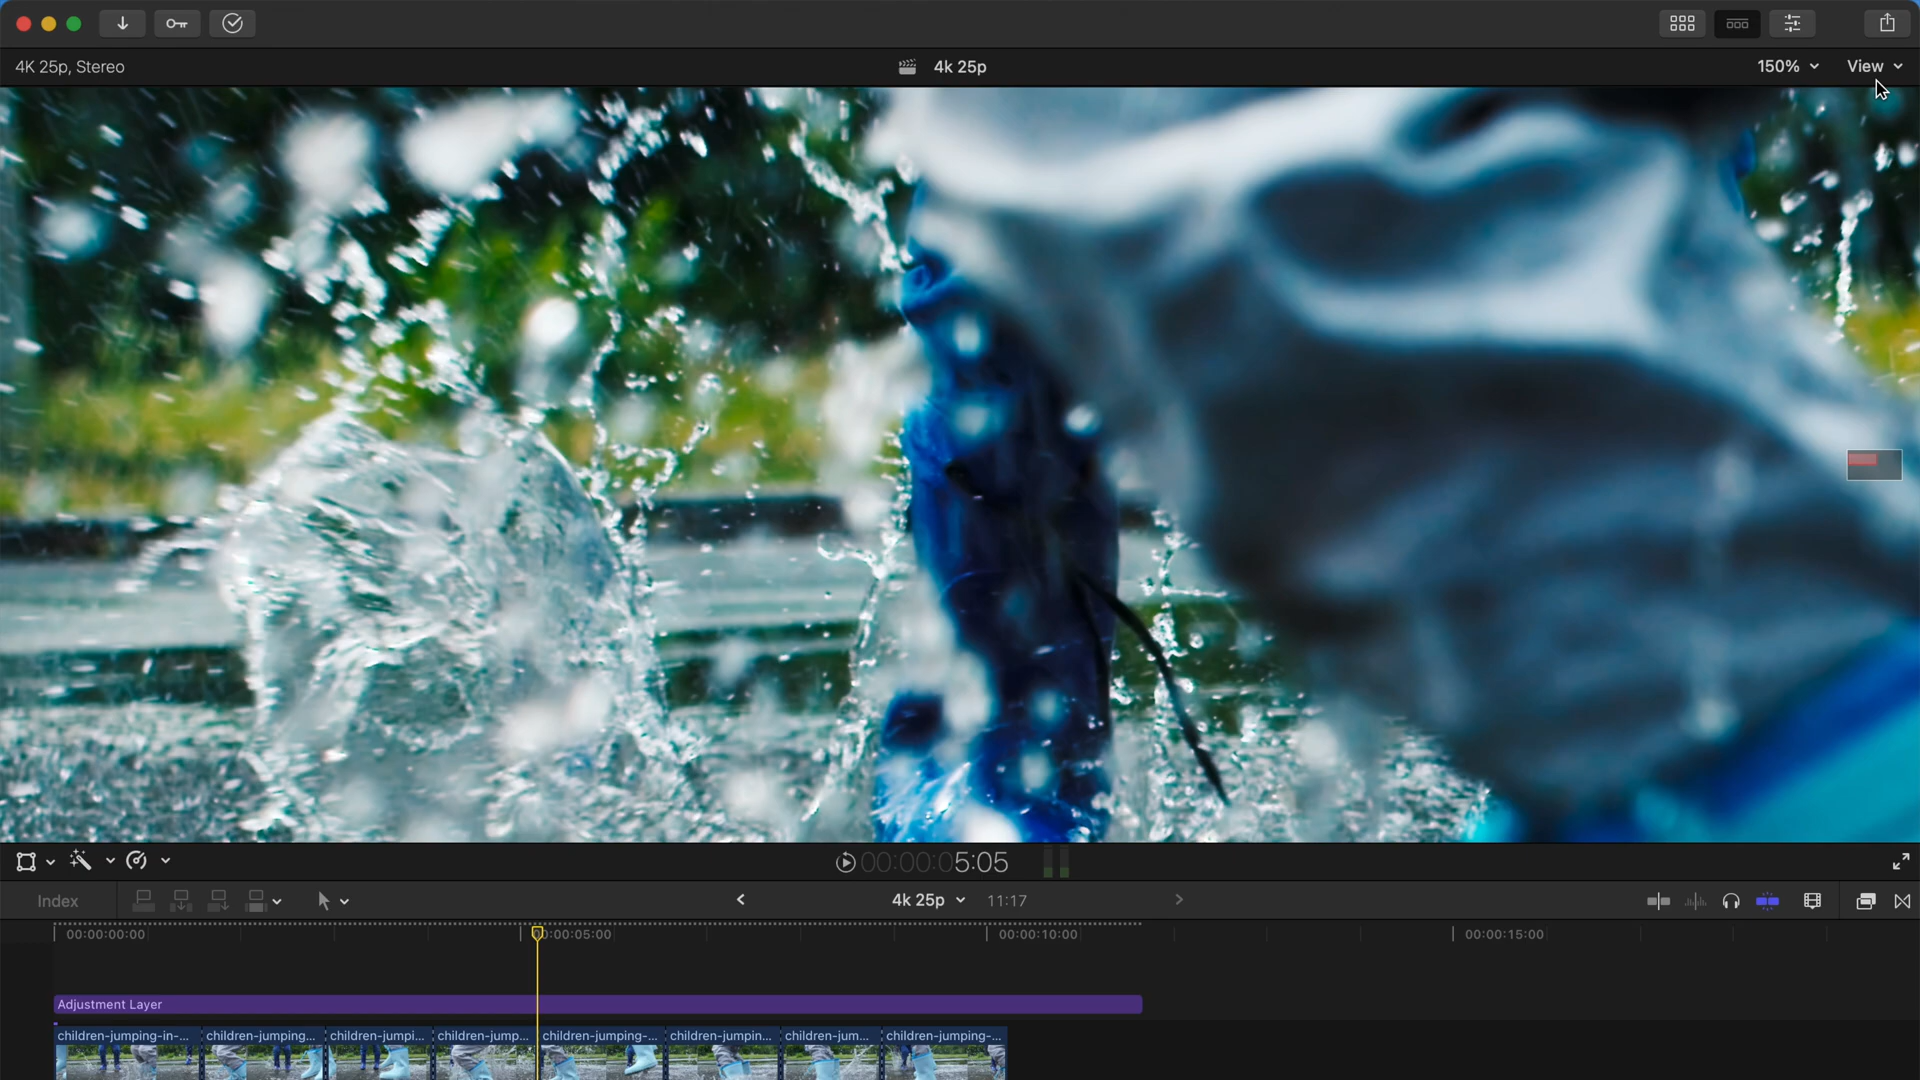 4K 25p, Stereo
4k 25p
150%
View
00:00:05:05
Index
4k 25p
11:17
00:00:00:00
00:00:05:00
00:00:10:00
00:00:15:00
Adjustment Layer
children-jumping-in-...
children-jumping...
children-jumpi...
children-jump...
children-jumping-...
children-jumpin...
children-jum...
children-jumping-...